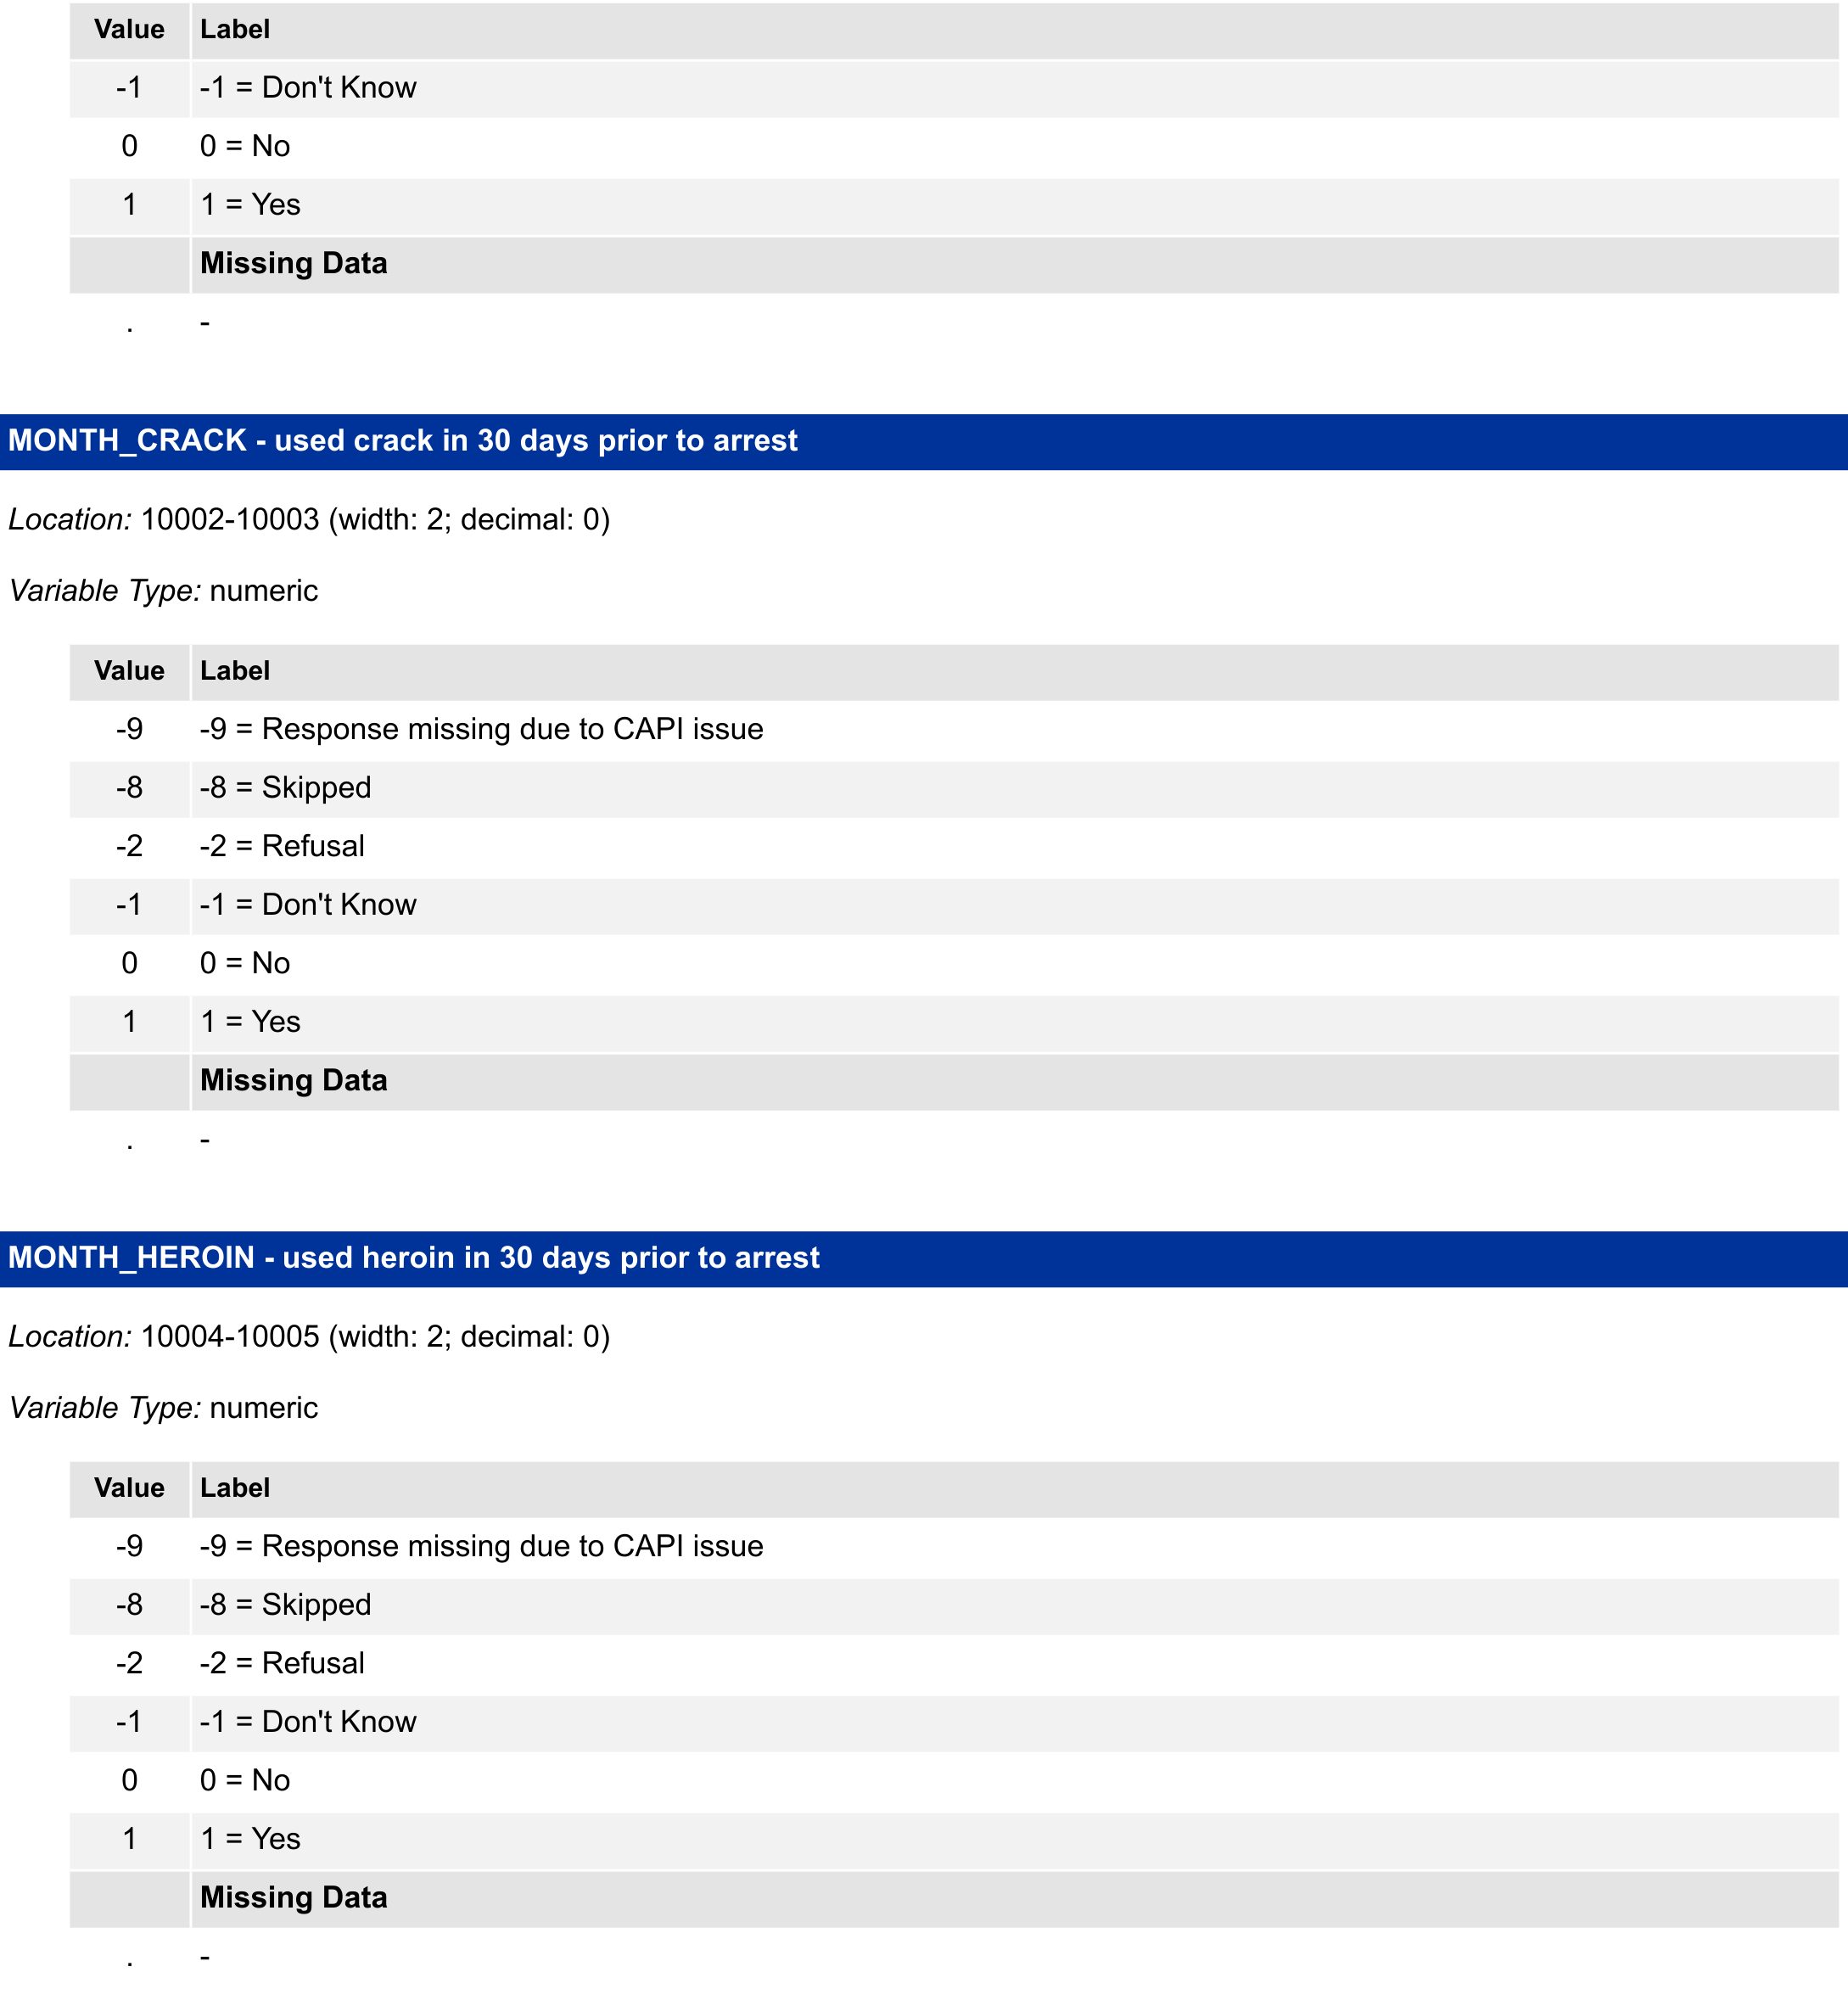 Value Label
-1 -1 = Don't Know
0 0 = No
1 1 = Yes
Missing Data
. -
MONTH_CRACK - used crack in 30 days prior to arrest
Location: 10002-10003 (width: 2; decimal: 0)
Variable Type: numeric
Value Label
-9 -9 = Response missing due to CAPI issue
-8 -8 = Skipped
-2 -2 = Refusal
-1 -1 = Don't Know
0 0 = No
1 1 = Yes
Missing Data
. -
MONTH_HEROIN - used heroin in 30 days prior to arrest
Location: 10004-10005 (width: 2; decimal: 0)
Variable Type: numeric
Value Label
-9 -9 = Response missing due to CAPI issue
-8 -8 = Skipped
-2 -2 = Refusal
-1 -1 = Don't Know
0 0 = No
1 1 = Yes
Missing Data
. -